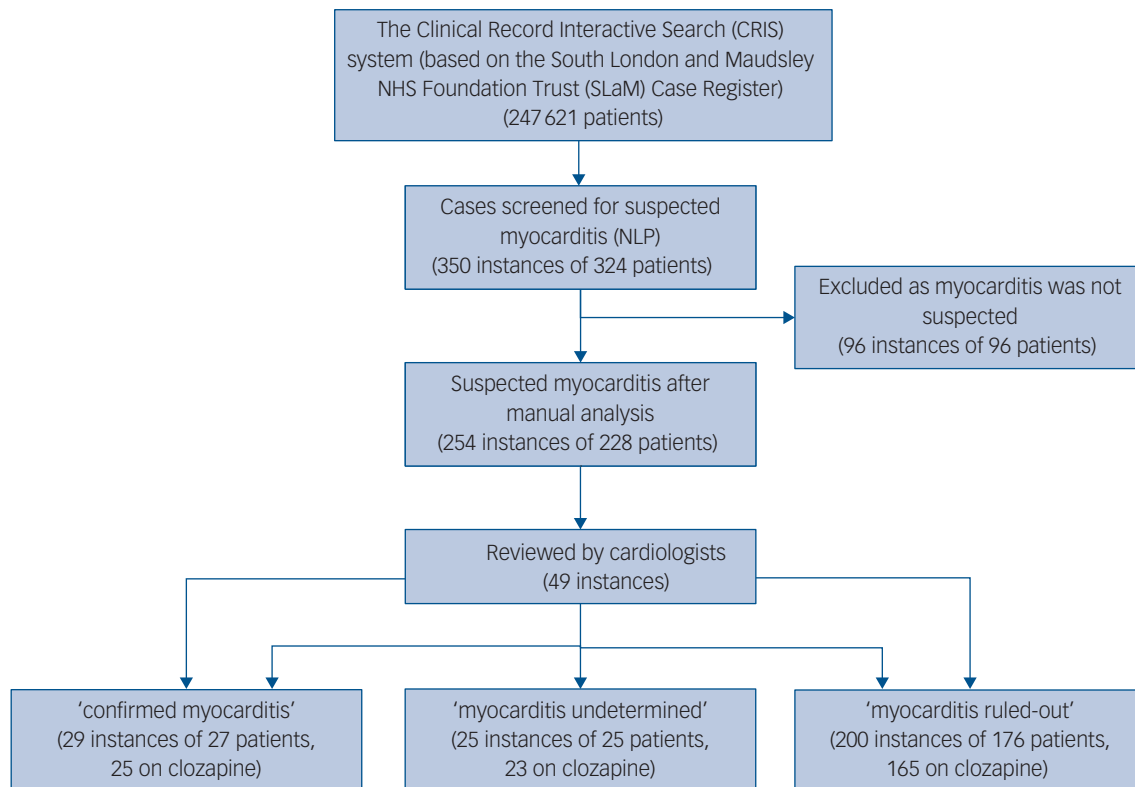 The Clinical Record Interactive Search (CRIS)
system (based on the South London and Maudsley
NHS Foundation Trust (SLaM) Case Register)
(247 621 patients)
Cases screened for suspected
myocarditis (NLP)
(350 instances of 324 patients)
Excluded as myocarditis was not
suspected
(96 instances of 96 patients)
Suspected myocarditis after
manual analysis
(254 instances of 228 patients)
Reviewed by cardiologists
(49 instances)
‘confirmed myocarditis’
(29 instances of 27 patients,
25 on clozapine)
‘myocarditis undetermined’
(25 instances of 25 patients,
23 on clozapine)
‘myocarditis ruled-out’
(200 instances of 176 patients,
165 on clozapine)